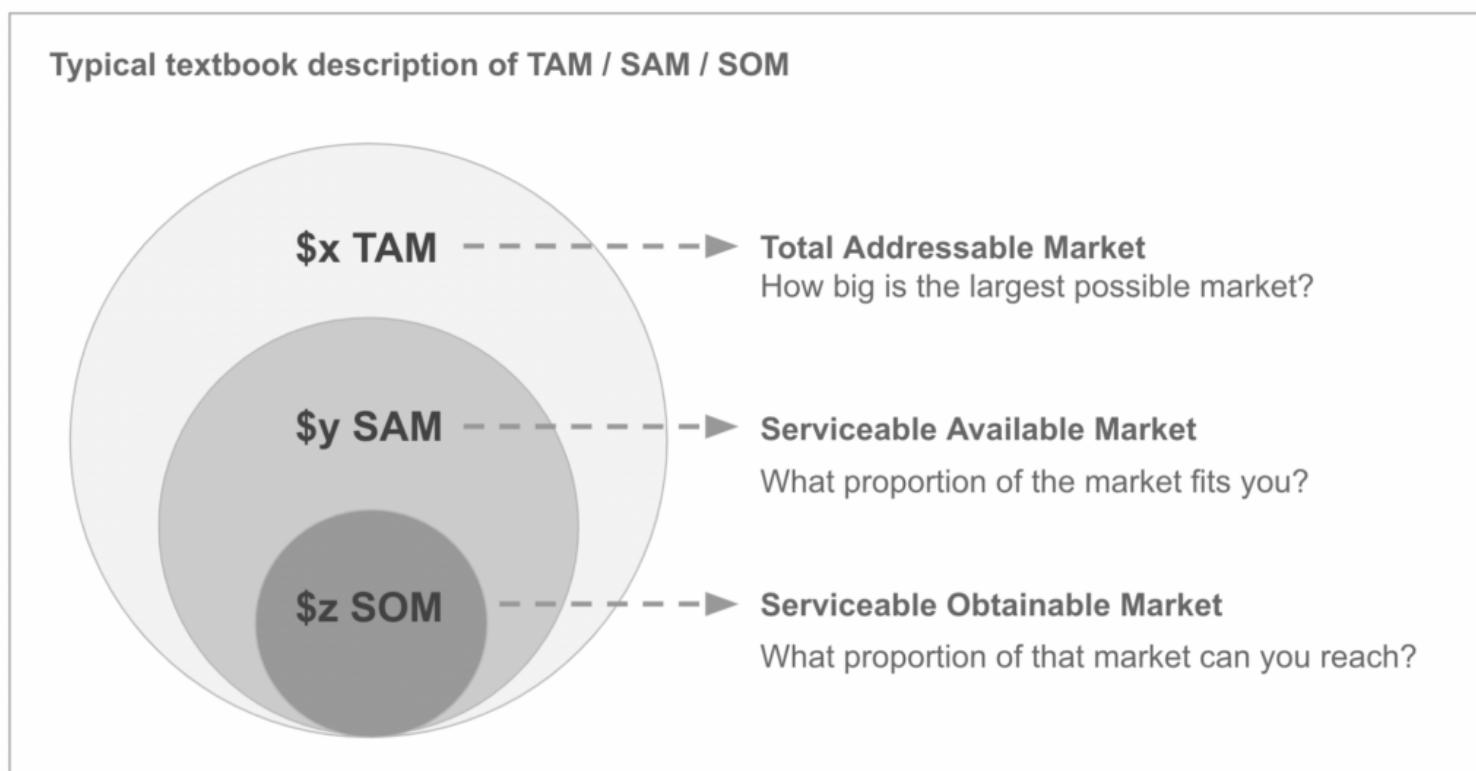 Typical textbook description of TAM / SAM / SOM
$x TAM
Total Addressable Market
How big is the largest possible market?
$y SAM
Serviceable Available Market
What proportion of the market fits you?
$z SOM
Serviceable Obtainable Market
What proportion of that market can you reach?